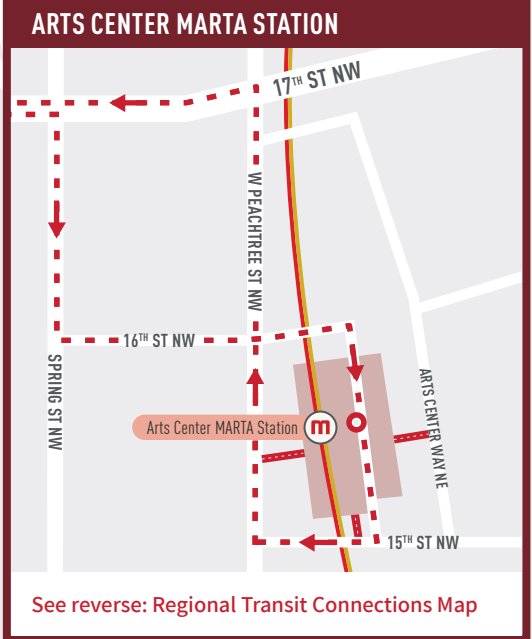 ARTS CENTER MARTA STATION
17TH ST NW
W PEACHTREE ST NW
16TH ST NW
SPRING ST NW
ARTS CENTER WAY NE
Arts Center MARTA Station
m
15TH ST NW
See reverse: Regional Transit Connections Map